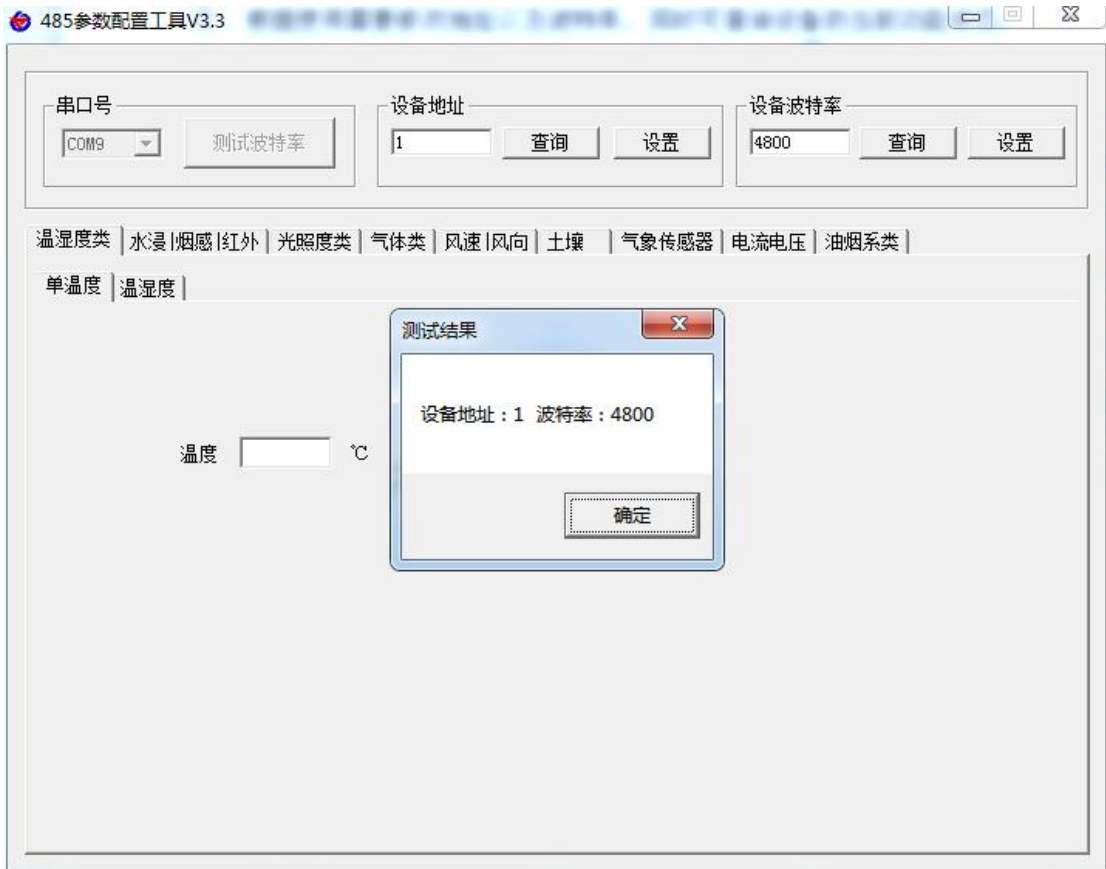 485参数配置工具V3.3
串口号
设备地址
设备波特率
COM9
测试波特率
1
查询
设置
4800
查询
设置
温湿度类
水浸|烟感|红外
光照度类
气体类
风速|风向
土壤
气象传感器
电流电压
油烟系类
单温度
温湿度
测试结果
设备地址：1 波特率：4800
温度
℃
确定